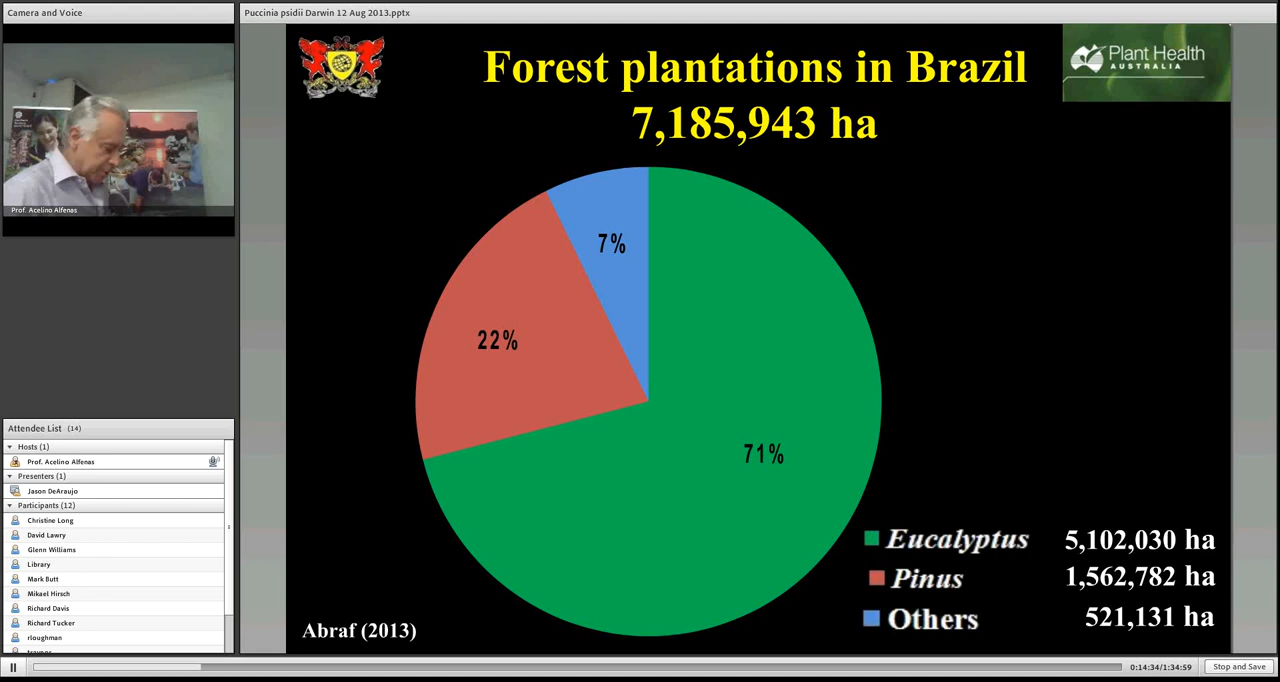 Camera and Voice
Prof. Acelino Alfenas
Attendee List (14)
Hosts (1)
Prof. Acelino Alfenas
Presenters (1)
Jason DeAraujo
Participants (12)
Christine Long
David Lawry
Glenn Williams
Library
Mark Butt
Mikael Hirsch
Richard Davis
Richard Tucker
rloughman
Puccinia psidii Darwin 12 Aug 2013.pptx
Forest plantations in Brazil
7,185,943 ha
Plant Health
AUSTRALIA
7%
22%
71%
Eucalyptus 5,102,030 ha
Pinus 1,562,782 ha
Others 521,131 ha
Abraf (2013)
0:14:34/1:34:59
Stop and Save